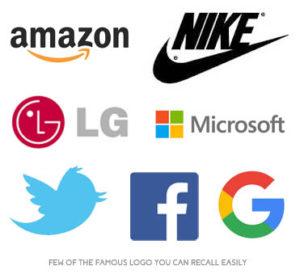 amazon
NIKE
LG
Microsoft
f
G
FEW OF THE FAMOUS LOGO YOU CAN RECALL EASILY